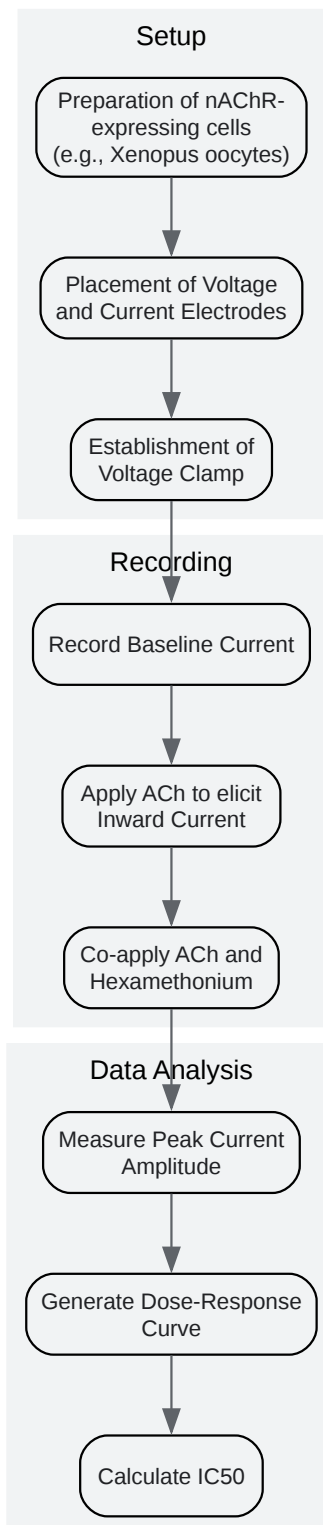 Setup
Preparation of nAChR-
expressing cells
(e.g., Xenopus oocytes)
Placement of Voltage
and Current Electrodes
Establishment of
Voltage Clamp
Recording
Record Baseline Current
Apply ACh to elicit
Inward Current
Co-apply ACh and
Hexamethonium
Data Analysis
Measure Peak Current
Amplitude
Generate Dose-Response
Curve
Calculate IC50